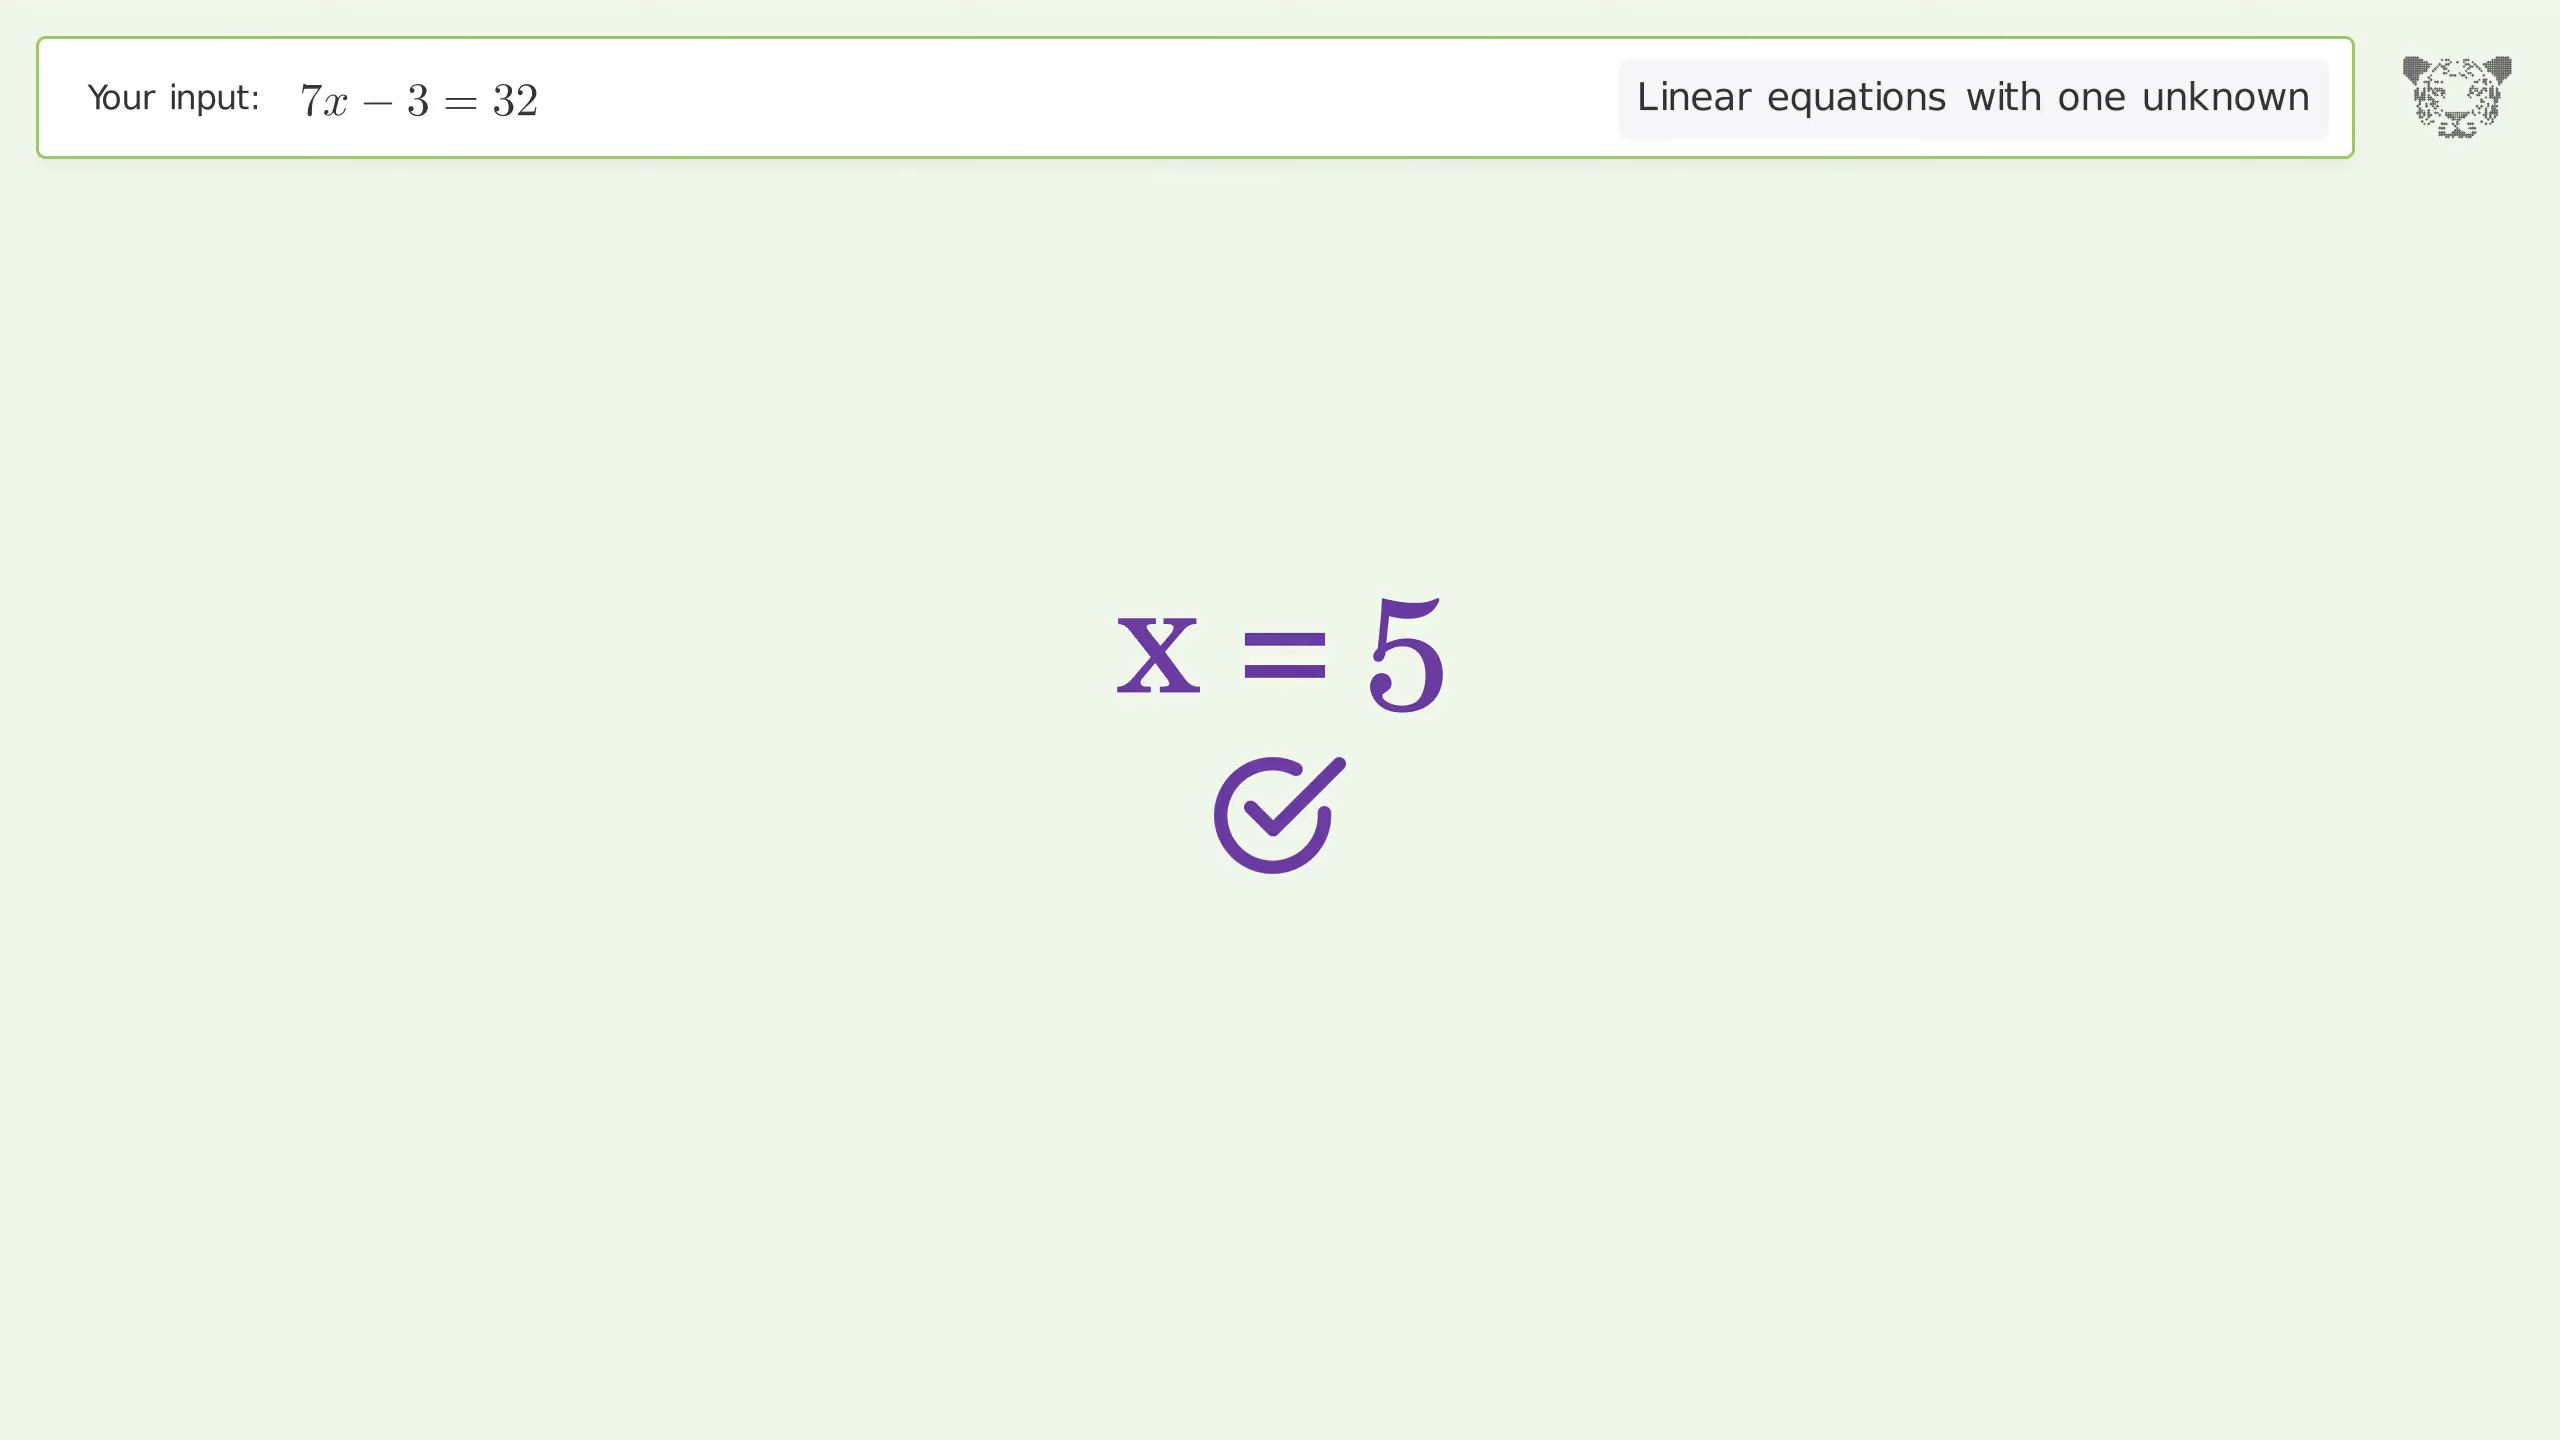 Your input: 7x − 3 = 32
Linear equations with one unknown
x = 5